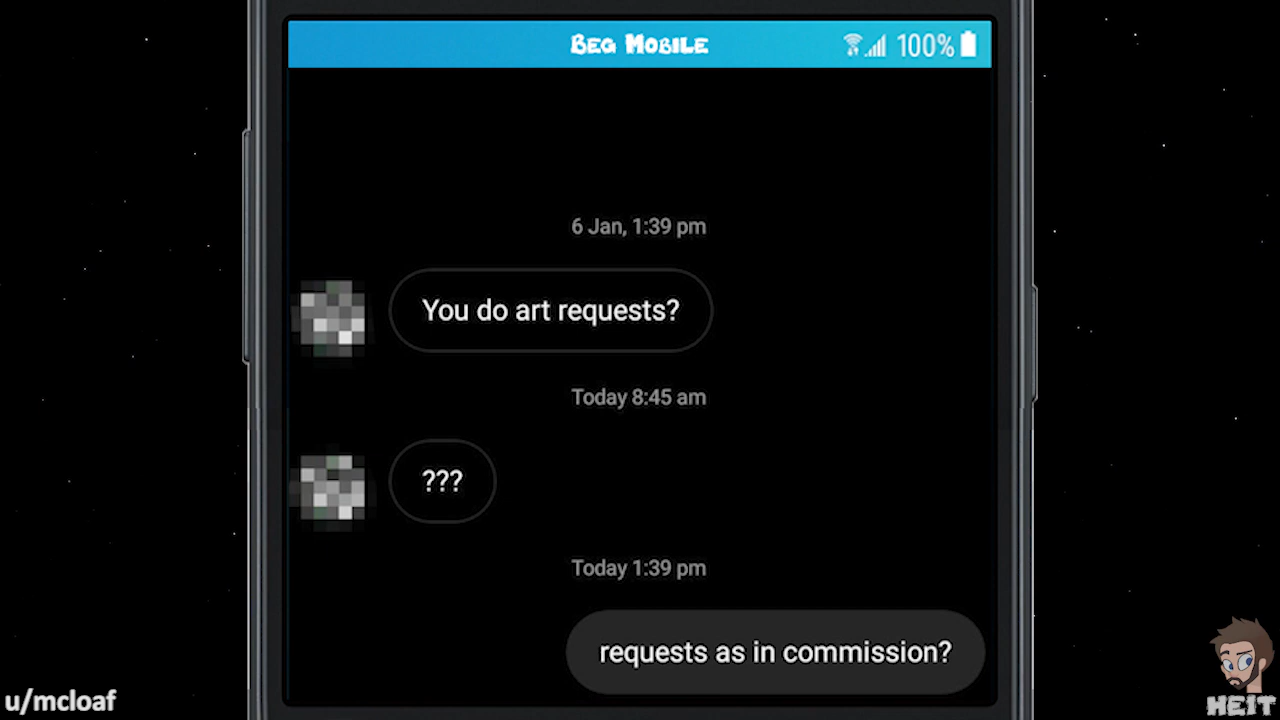 BEG MOBILE
100%
6 Jan, 1:39 pm
You do art requests?
Today 8:45 am
???
Today 1:39 pm
requests as in commission?
u/mcloaf
HEIT